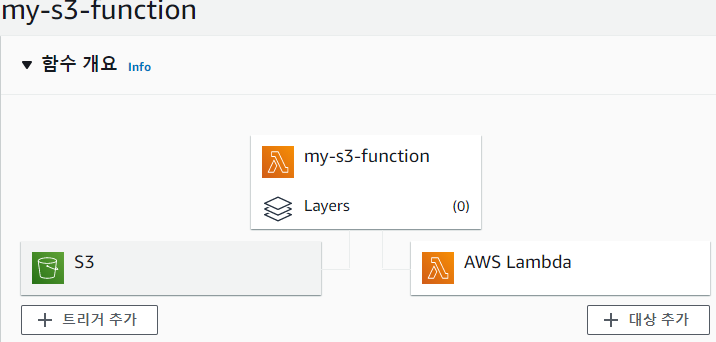 my-s3-function
함수 개요 Info
my-s3-function
Layers (0)
S3
AWS Lambda
트리거 추가
대상 추가